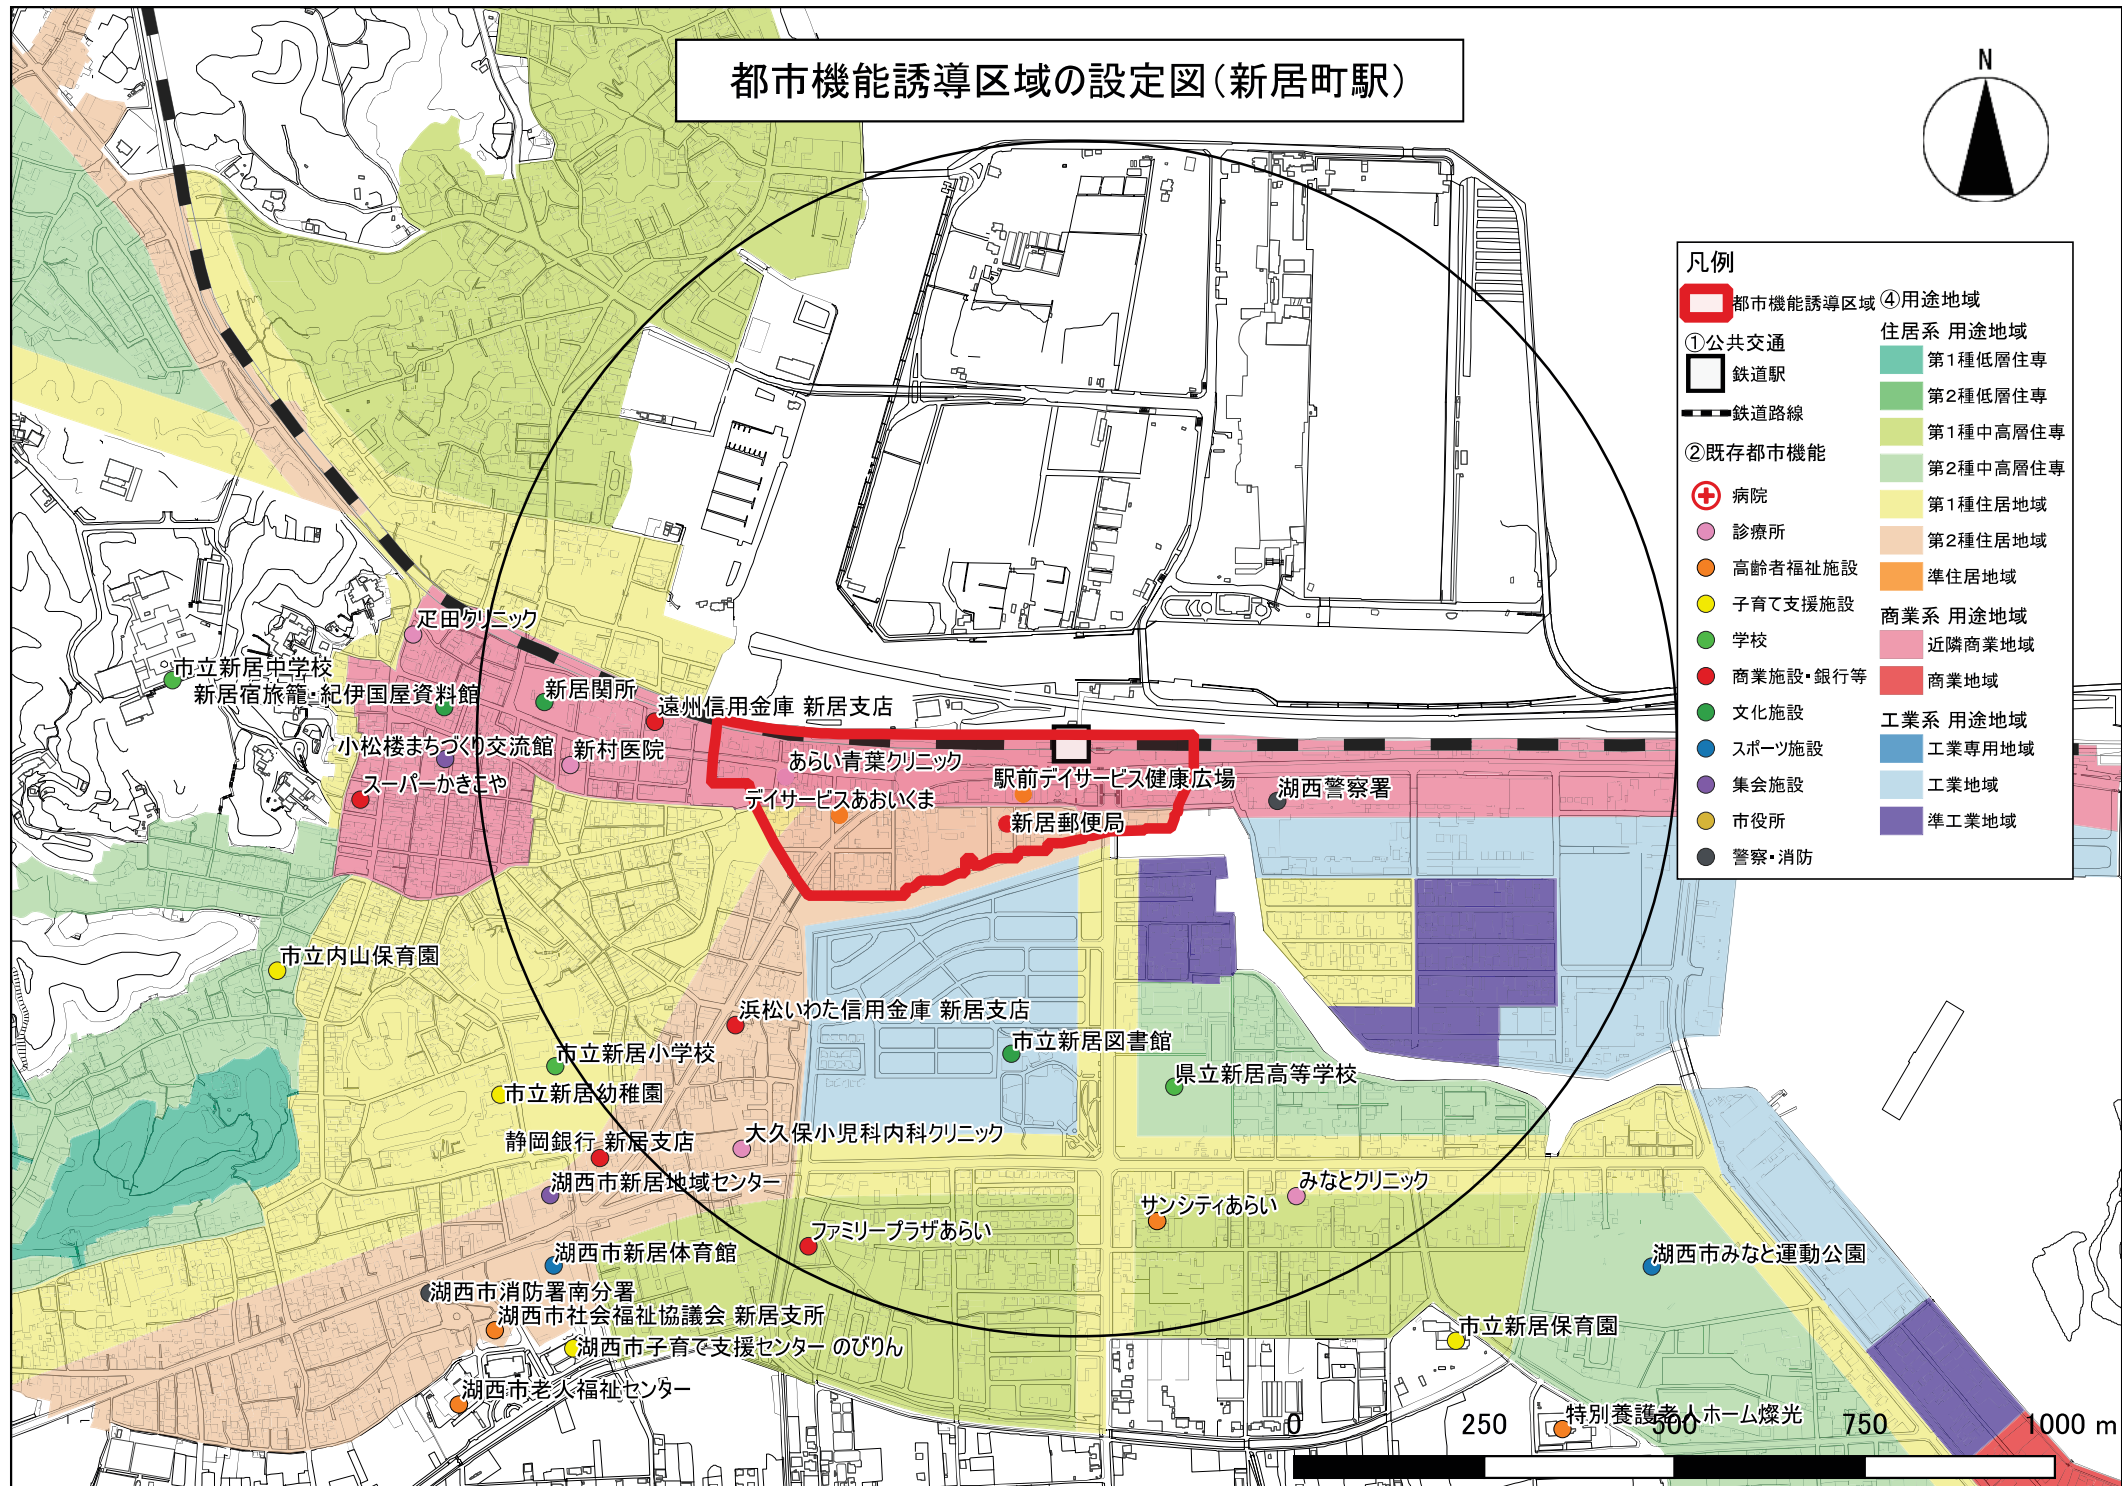 都市機能誘導区域の設定図（新居町駅）
N
凡例
都市機能誘導区域
①公共交通
鉄道駅
鉄道路線
②既存都市機能
病院
診療所
高齢者福祉施設
子育て支援施設
学校
商業施設・銀行等
文化施設
スポーツ施設
集会施設
市役所
警察・消防
④用途地域
住居系 用途地域
第1種低層住専
第2種低層住専
第1種中高層住専
第2種中高層住専
第1種住居地域
第2種住居地域
準住居地域
商業系 用途地域
近隣商業地域
商業地域
工業系 用途地域
工業専用地域
工業地域
準工業地域
疋田クリニック
市立新居中学校
新居宿旅籠・紀伊国屋資料館
新居関所
遠州信用金庫 新居支店
小松楼まちづくり交流館
新村医院
あらい青葉クリニック
スーパーかきこや
デイサービスあおいくま
駅前デイサービス健康広場
湖西警察署
新居郵便局
市立内山保育園
浜松いわた信用金庫 新居支店
市立新居図書館
市立新居小学校
県立新居高等学校
市立新居幼稚園
静岡銀行 新居支店
大久保小児科内科クリニック
湖西市新居地域センター
みなとクリニック
サンシティあらい
ファミリープラザあらい
湖西市新居体育館
湖西市みなと運動公園
湖西市消防署南分署
湖西市社会福祉協議会 新居支所
市立新居保育園
湖西市子育て支援センター のびりん
湖西市老人福祉センター
特別養護老人ホーム燦光
0 250 500 750 1000 m